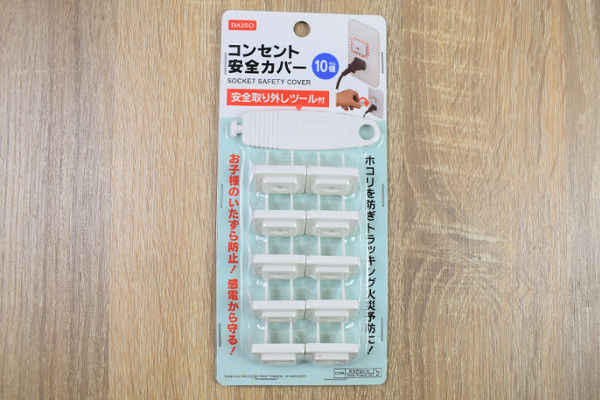 DAISO
コンセント
安全カバー
10個
SOCKET SAFETY COVER
安全取り外しツール付
お子様のいたずら防止！感電から守る！
ホコリを防ぎトラッキング火災予防に！